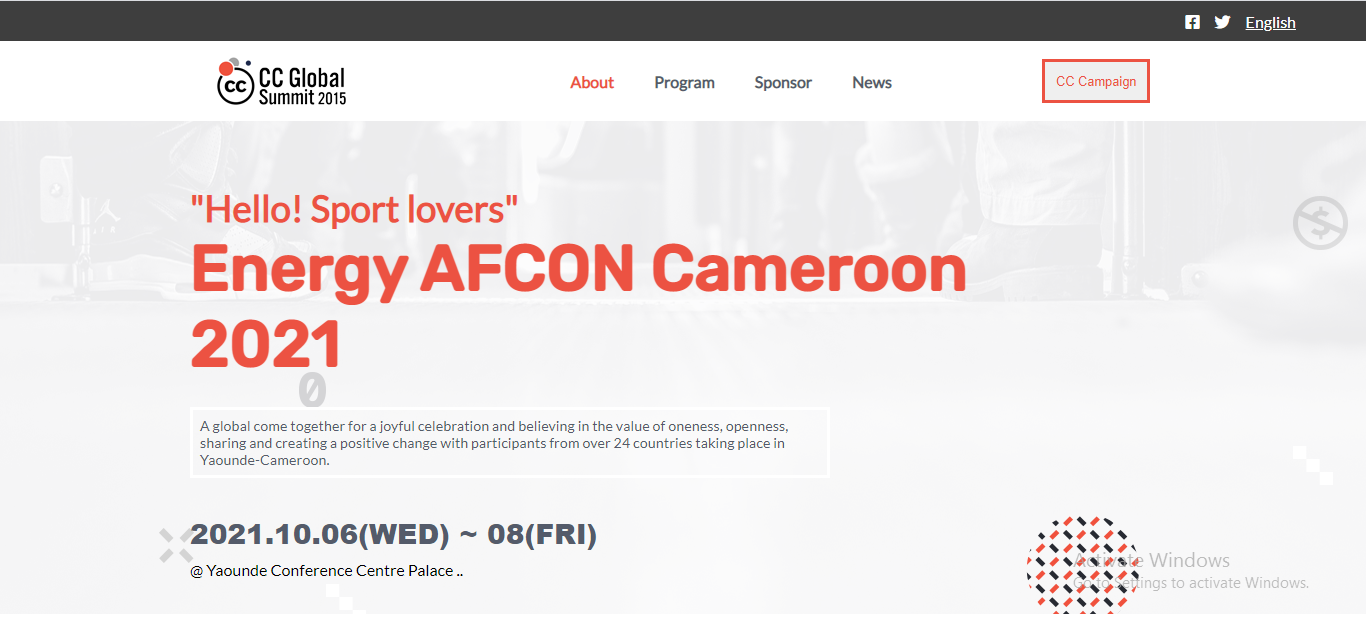 English
CC Global
Summit 2015
cc
About Program Sponsor News
CC Campaign
"Hello! Sport lovers"
Energy AFCON Cameroon
2021
A global come together for a joyful celebration and believing in the value of oneness, openness,
sharing and creating a positive change with participants from over 24 countries taking place in
Yaounde-Cameroon.
2021.10.06(WED) ~ 08(FRI)
@ Yaounde Conference Centre Palace ..
Activate Windows
Go to Settings to activate Windows.